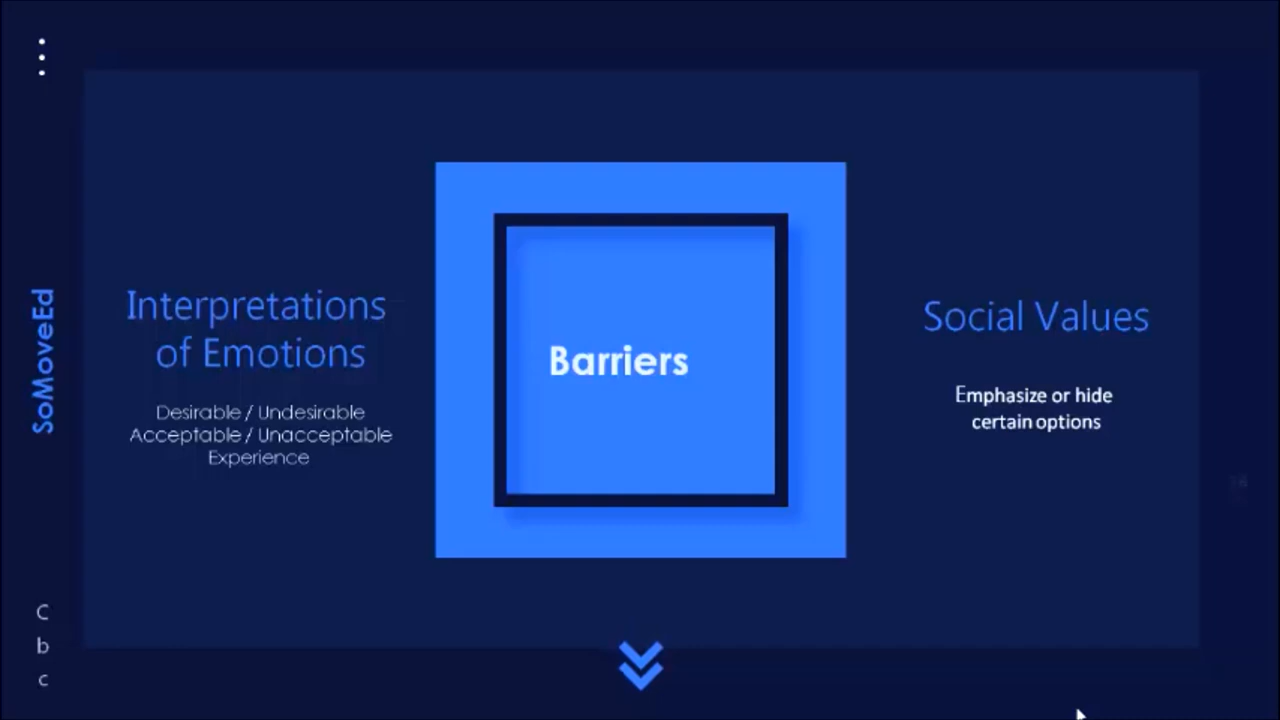 SoMoveEd
Interpretations
of Emotions
Desirable / Undesirable
Acceptable / Unacceptable
Experience
Barriers
Social Values
Emphasize or hide
certain options
C
b
c